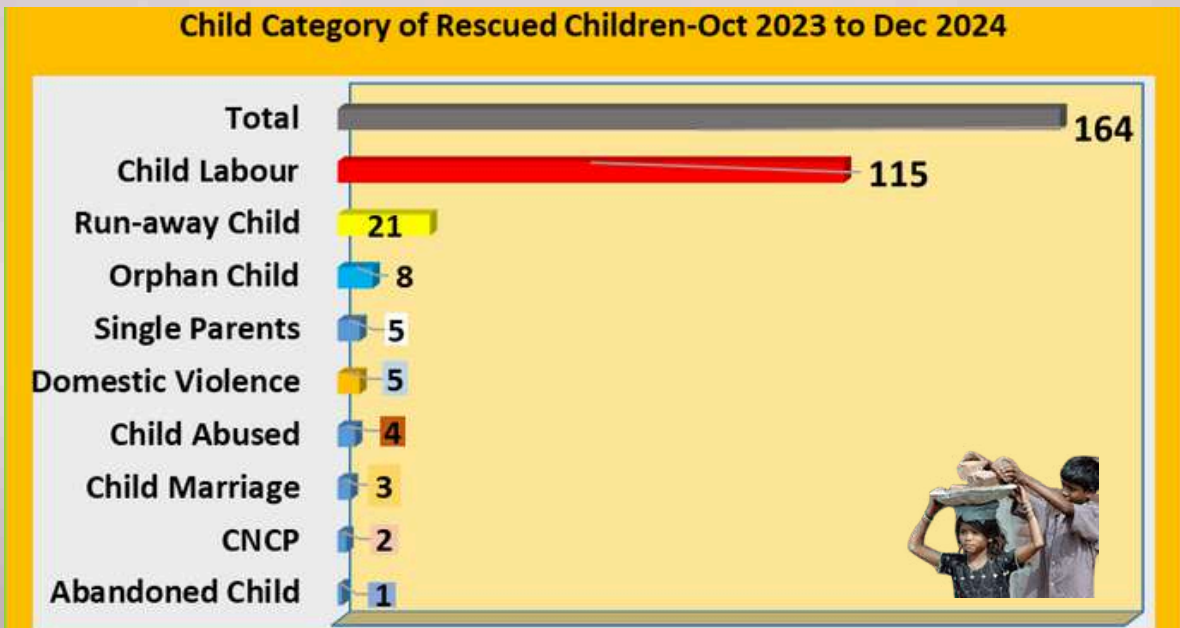 Child Category of Rescued Children-Oct 2023 to Dec 2024
Total 164
Child Labour 115
Run-away Child 21
Orphan Child 8
Single Parents 5
Domestic Violence 5
Child Abused 4
Child Marriage 3
CNCP 2
Abandoned Child 1